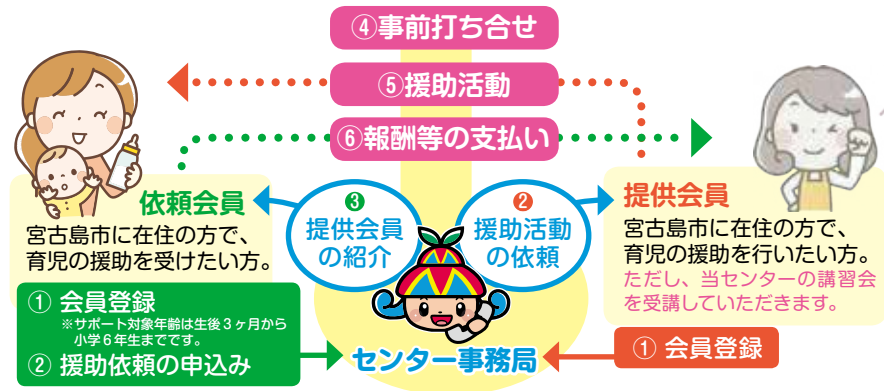 ④事前打ち合せ
⑤援助活動
⑥報酬等の支払い
依頼会員
宮古島市に在住の方で、
育児の援助を受けたい方。
① 会員登録
※サポート対象年齢は生後3ヶ月から
小学6年生までです。
② 援助依頼の申込み
❸
提供会員
の紹介
❷
援助活動
の依頼
センター事務局
提供会員
宮古島市に在住の方で、
育児の援助を行いたい方。
ただし、当センターの講習会
を受講していただきます。
① 会員登録